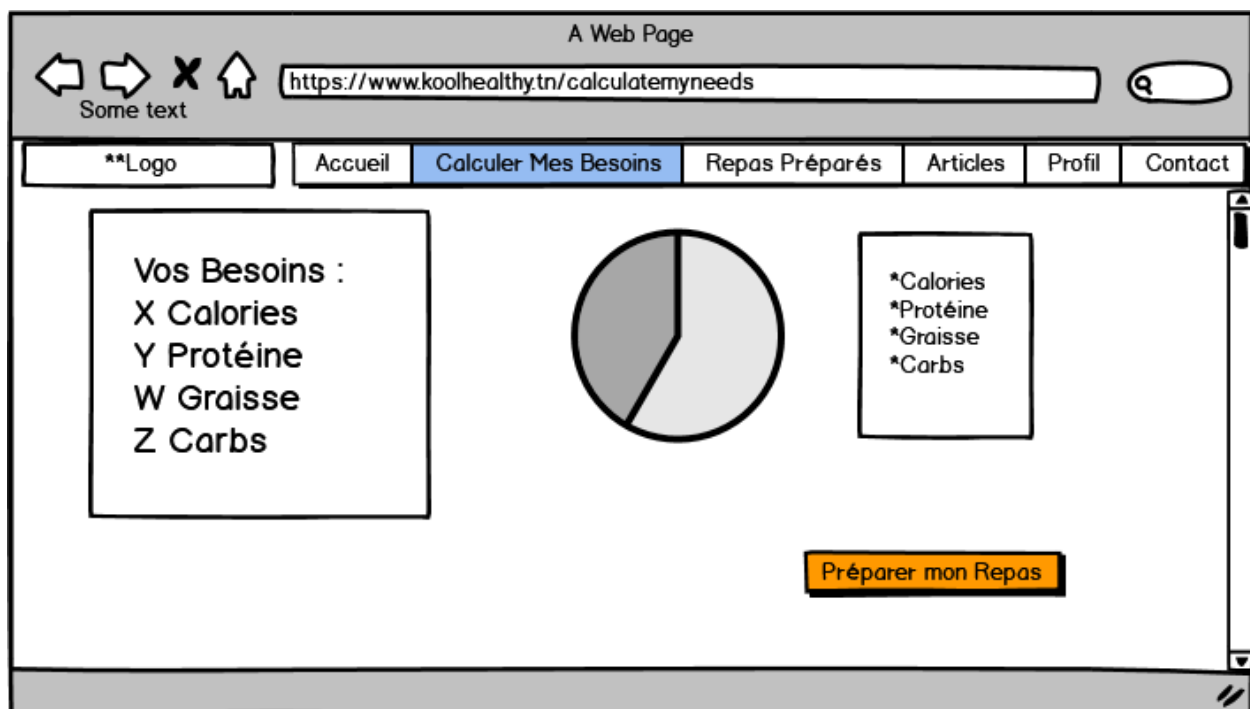 A Web Page
https://www.koolhealthy.tn/calculatemyneeds
Some text
**Logo
Accueil Calculer Mes Besoins Repas Préparés Articles Profil Contact
Vos Besoins :
X Calories
Y Protéine
W Graisse
Z Carbs
*Calories
*Protéine
*Graisse
*Carbs
Préparer mon Repas